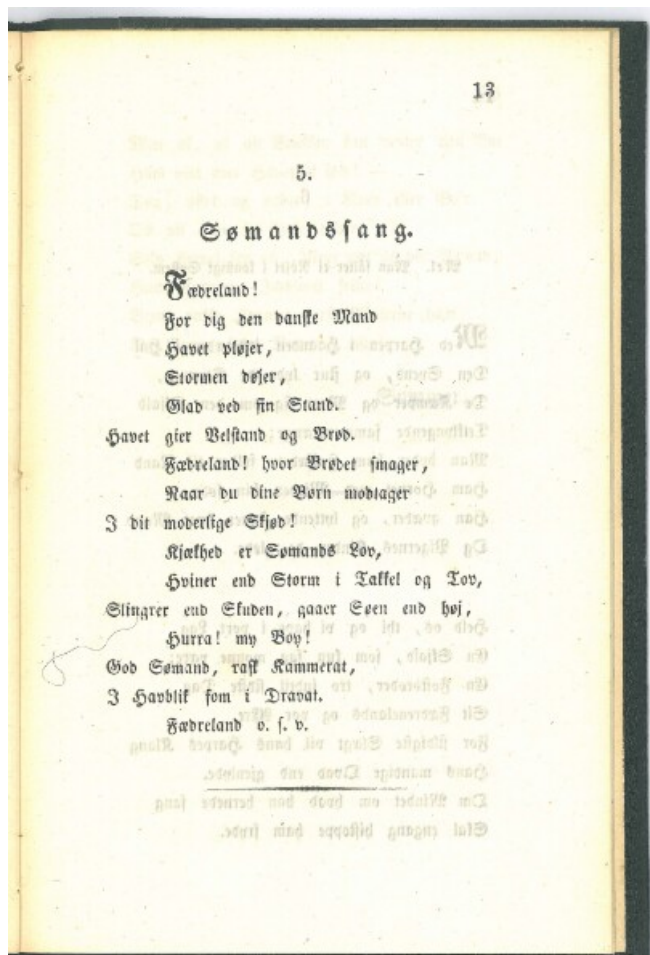 13
5.
Sømandssang.
Fædreland!
For dig den danske Mand
Havet pløjer,
Stormen døjer,
Glad ved sin Stand.
Havet gier Velstand og Brød.
Fædreland! hvor Brødet smager,
Naar du dine Børn modtager
I dit moderlige Skjød!
Kjækhed er Sømands Lov,
Hviner end Storm i Takkel og Tov,
Slingrer end Skuden, gaaer Søen end høj,
Hurra! my Boy!
God Sømand, rask Kammerat,
I Havblik som i Dravat.
Fædreland o. s. v.